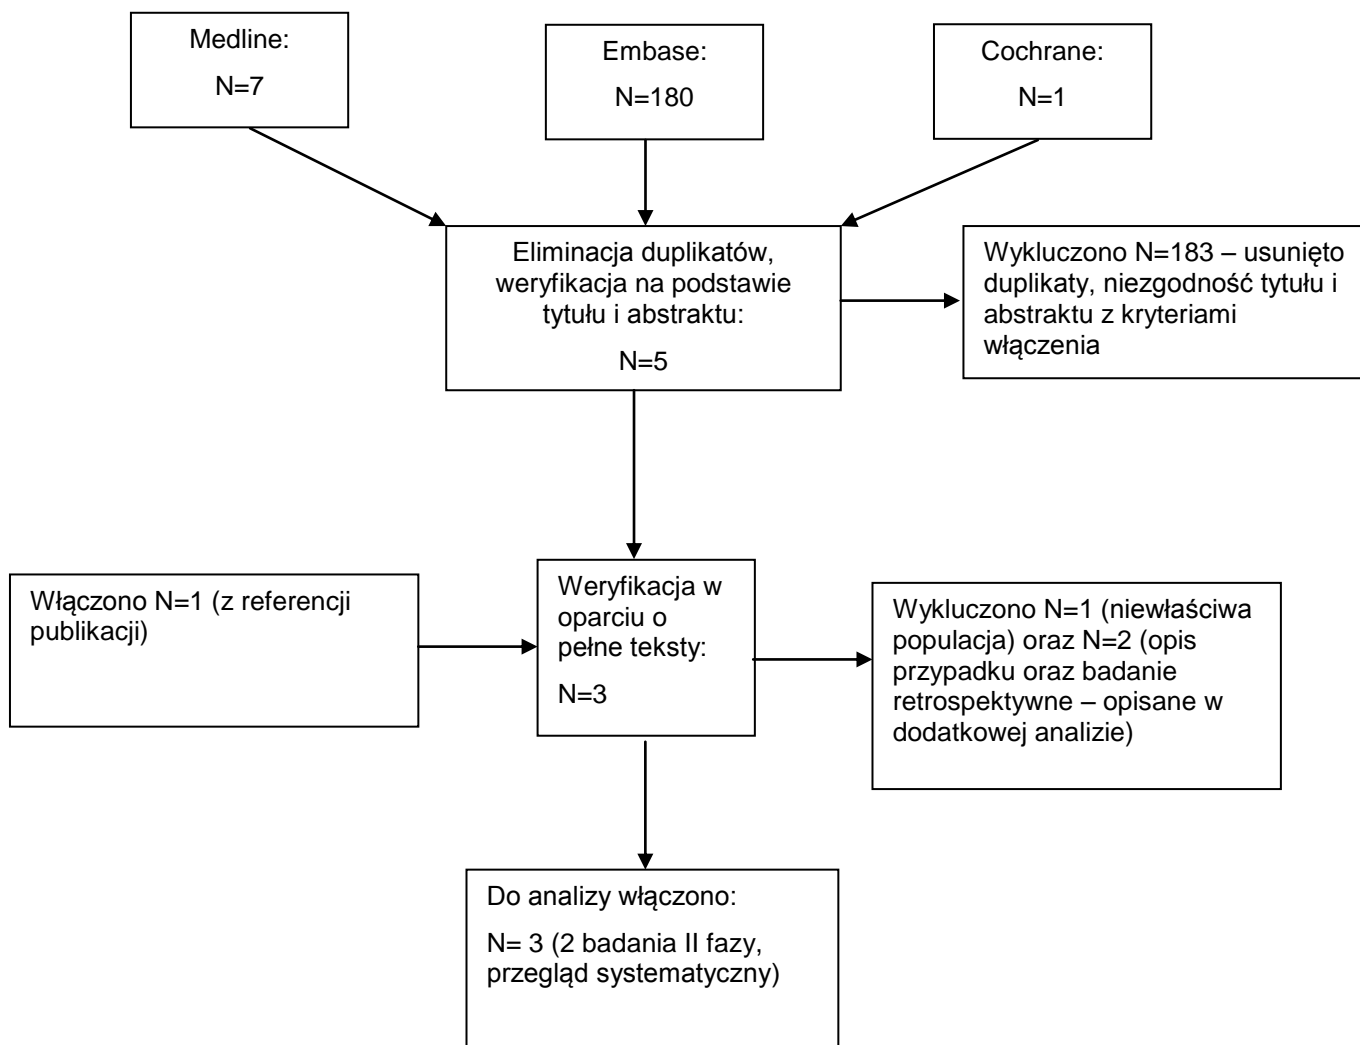 Medline:
N=7
Embase:
N=180
Cochrane:
N=1
Eliminacja duplikatów,
weryfikacja na podstawie
tytułu i abstraktu:
N=5
Wykluczono N=183 – usunięto
duplikaty, niezgodność tytułu i
abstraktu z kryteriami
włączenia
Włączono N=1 (z referencji
publikacji)
Weryfikacja w
oparciu o
pełne teksty:
N=3
Wykluczono N=1 (niewłaściwa
populacja) oraz N=2 (opis
przypadku oraz badanie
retrospektywne – opisane w
dodatkowej analizie)
Do analizy włączono:
N= 3 (2 badania II fazy,
przegląd systematyczny)